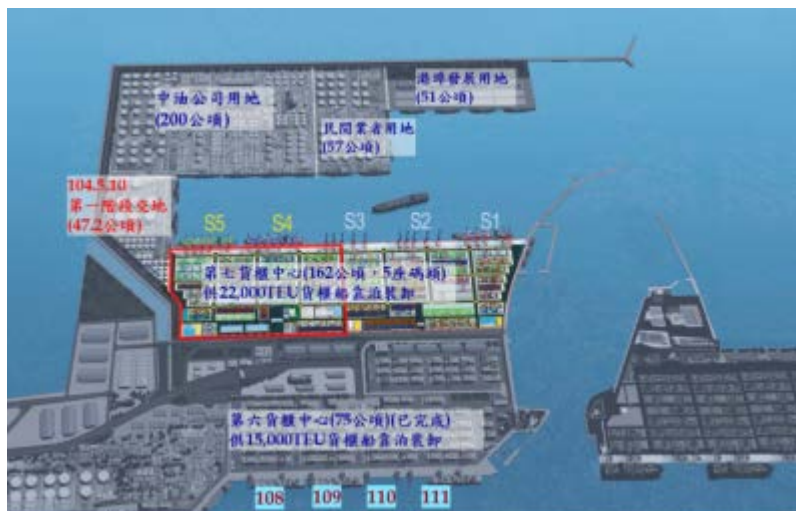 中油公司用地
(200公頃)
港埠發展用地
(51公頃)
民間業者用地
(57公頃)
104.5.10
第一階段交地
(47.2公頃)
S5
S4
S3
S2
S1
第七貨櫃中心(162公頃,5座碼頭)
供22,000TEU貨櫃船靠泊裝卸
第六貨櫃中心(75公頃)(已完成)
供15,000TEU貨櫃船靠泊裝卸
108
109
110
111